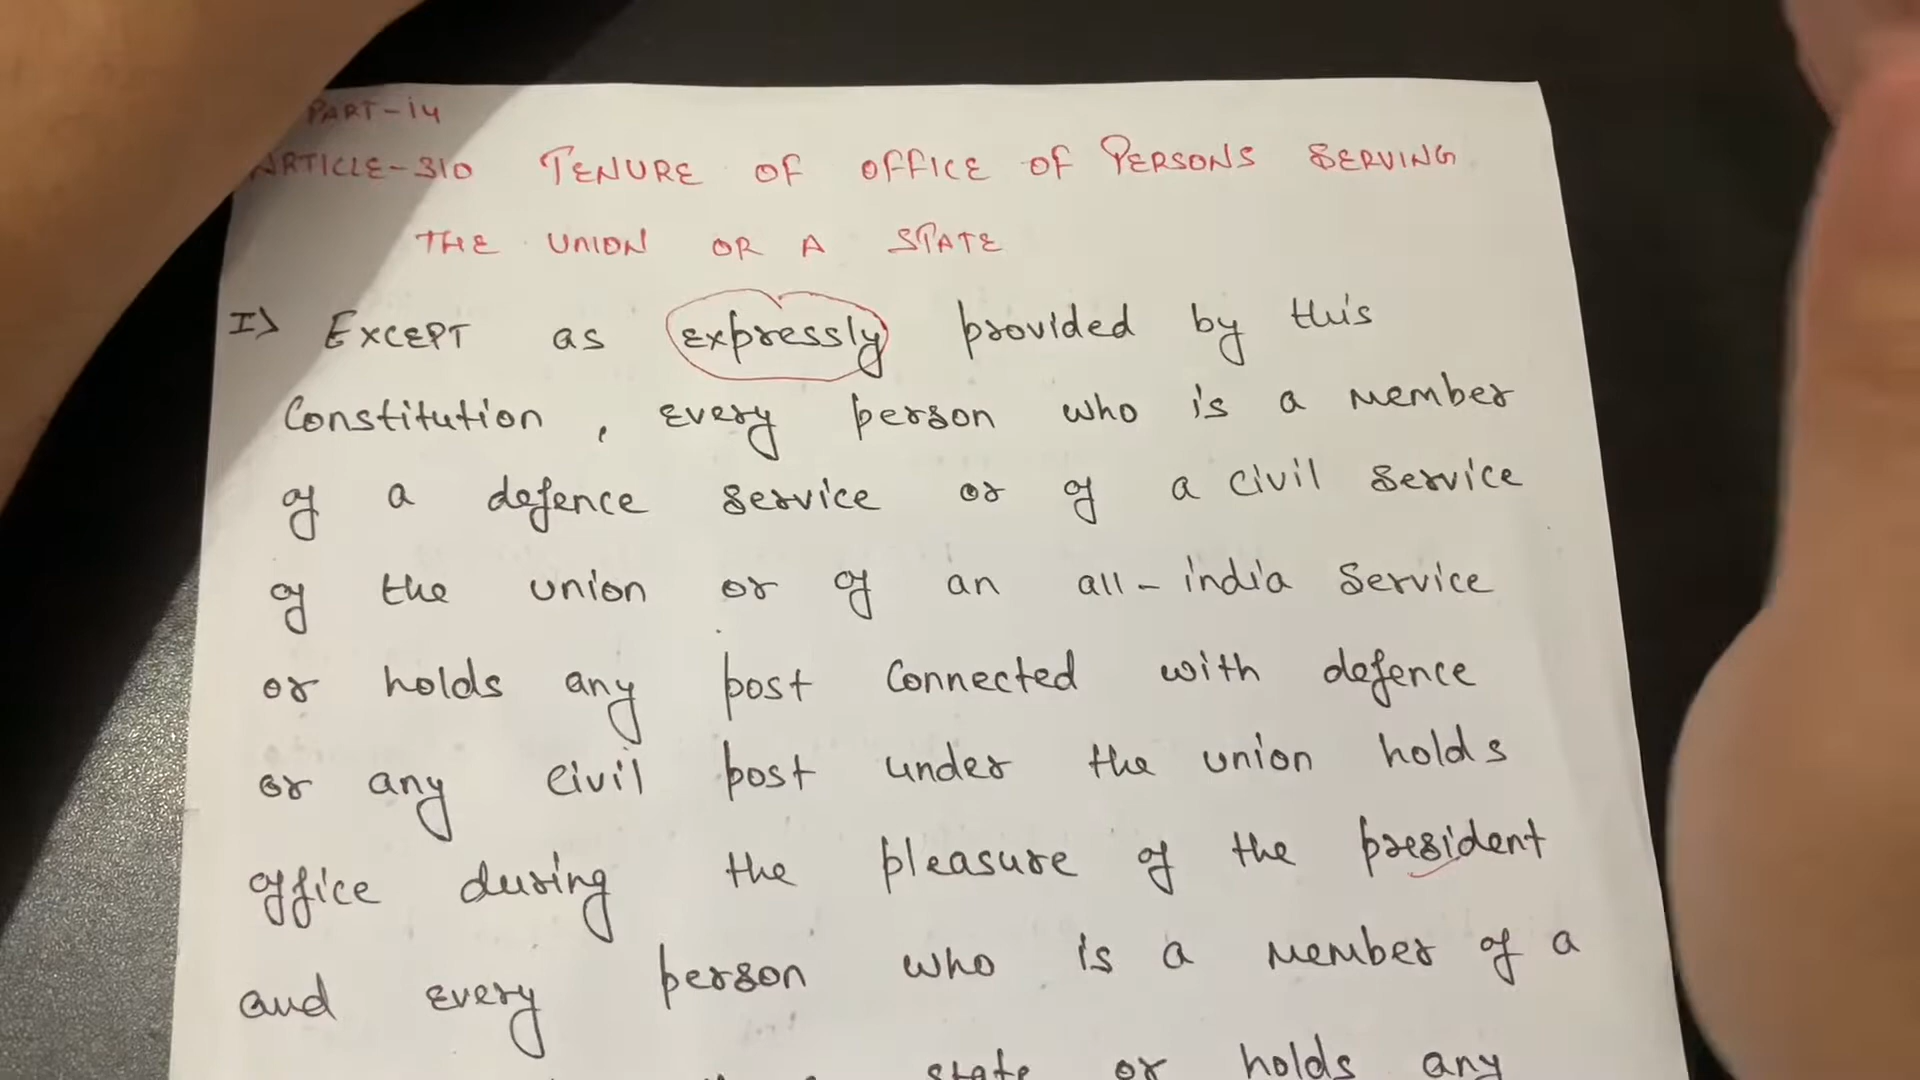 PART-14
ARTICLE-310 TENURE OF OFFICE OF PERSONS SERVING
THE UNION OR A STATE
I) EXCEPT as expressly provided by this
Constitution, every person who is a member
of a defence service or of a civil service
of the union or of an all-india service
or holds any post connected with defence
or any civil post under the union holds
office during the pleasure of the president
and every person who is a member of a
state or holds any